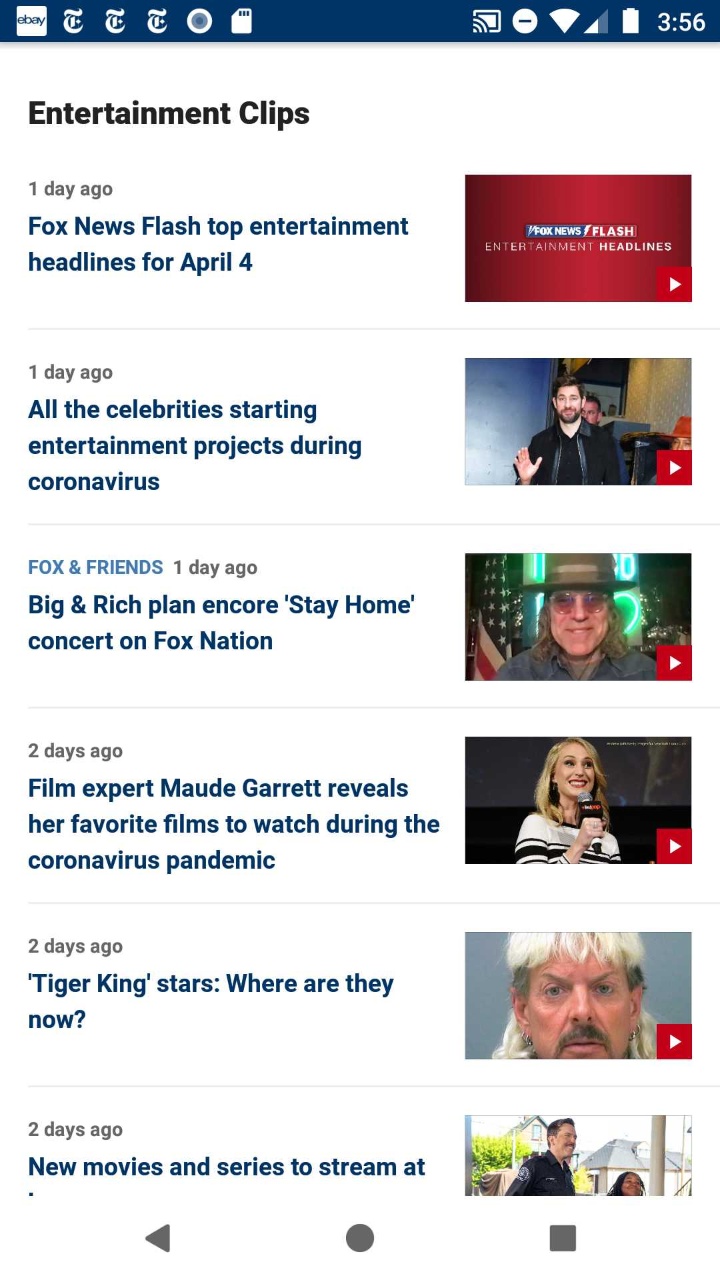 ebay
3:56
Entertainment Clips
1 day ago
Fox News Flash top entertainment
headlines for April 4
FOX NEWS FLASH
ENTERTAINMENT HEADLINES
1 day ago
All the celebrities starting
entertainment projects during
coronavirus
FOX & FRIENDS 1 day ago
Big & Rich plan encore 'Stay Home'
concert on Fox Nation
2 days ago
Film expert Maude Garrett reveals
her favorite films to watch during the
coronavirus pandemic
2 days ago
'Tiger King' stars: Where are they
now?
2 days ago
New movies and series to stream at